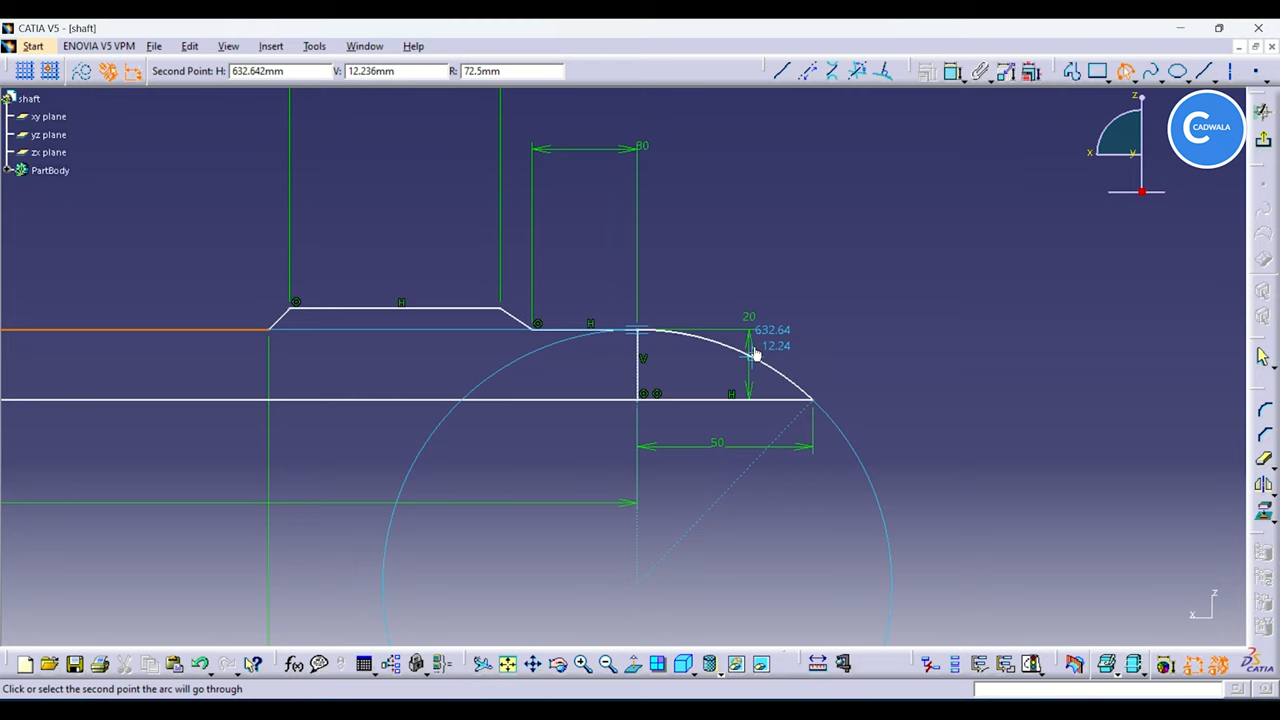 CATIA V5 - [shaft]
Start ENOVIA V5 VPM File Edit View Insert Tools Window Help
Second Point: H: 632.642mm V: 12.236mm R: 72.5mm
shaft
xy plane
yz plane
zx plane
PartBody
z
x y
C CADWALA
80
H
H
20
632.64
12.24
V
H
50
z
x
f(x)
CATIA
Click or select the second point the arc will go through